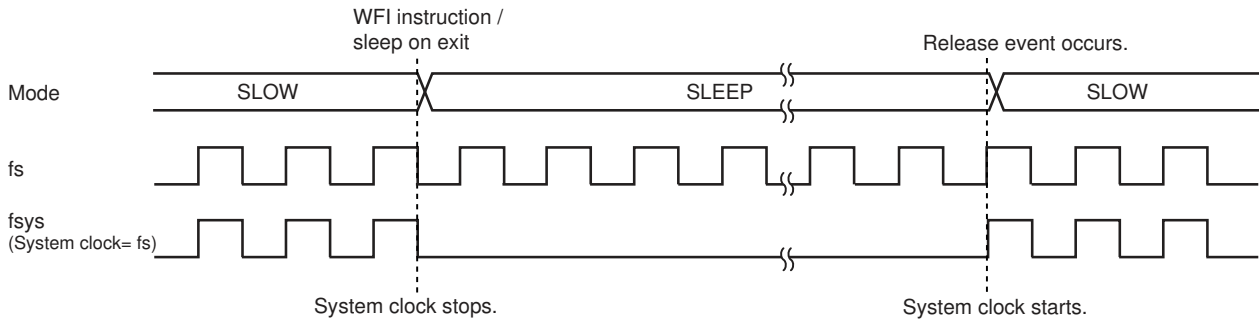 WFI instruction /
sleep on exit
Release event occurs.
Mode
SLOW
SLEEP
SLOW
fs
fsys
(System clock= fs)
System clock stops.
System clock starts.